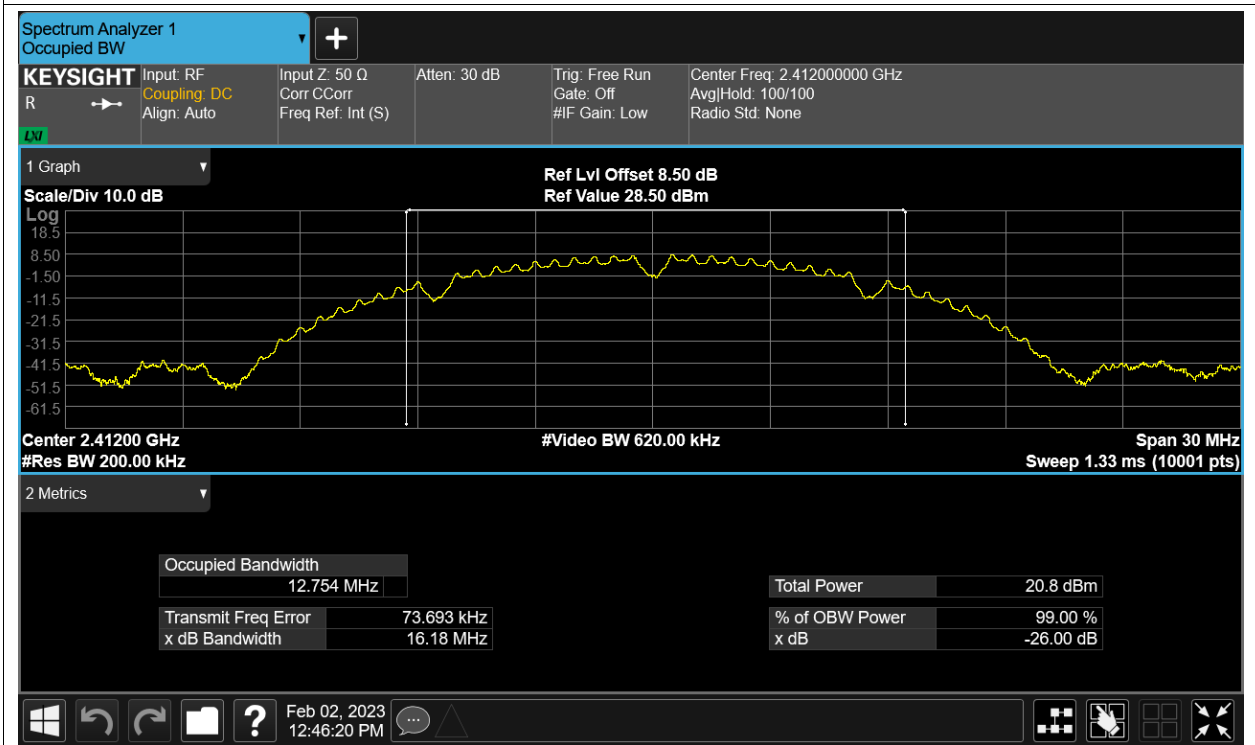 Spectrum Analyzer 1
Occupied BW
KEYSIGHT
R
LXI
Input: RF
Coupling: DC
Align: Auto
Input Z: 50 Ω
Corr CCorr
Freq Ref: Int (S)
Atten: 30 dB
Trig: Free Run
Gate: Off
#IF Gain: Low
Center Freq: 2.412000000 GHz
Avg|Hold: 100/100
Radio Std: None
1 Graph
Scale/Div 10.0 dB
Ref Lvl Offset 8.50 dB
Ref Value 28.50 dBm
Log
18.5
8.50
-1.50
-11.5
-21.5
-31.5
-41.5
-51.5
-61.5
Center 2.41200 GHz
#Video BW 620.00 kHz
Span 30 MHz
#Res BW 200.00 kHz
Sweep 1.33 ms (10001 pts)
2 Metrics
Occupied Bandwidth
12.754 MHz
Total Power 20.8 dBm
Transmit Freq Error 73.693 kHz
% of OBW Power 99.00 %
x dB Bandwidth 16.18 MHz
x dB -26.00 dB
?
Feb 02, 2023
12:46:20 PM